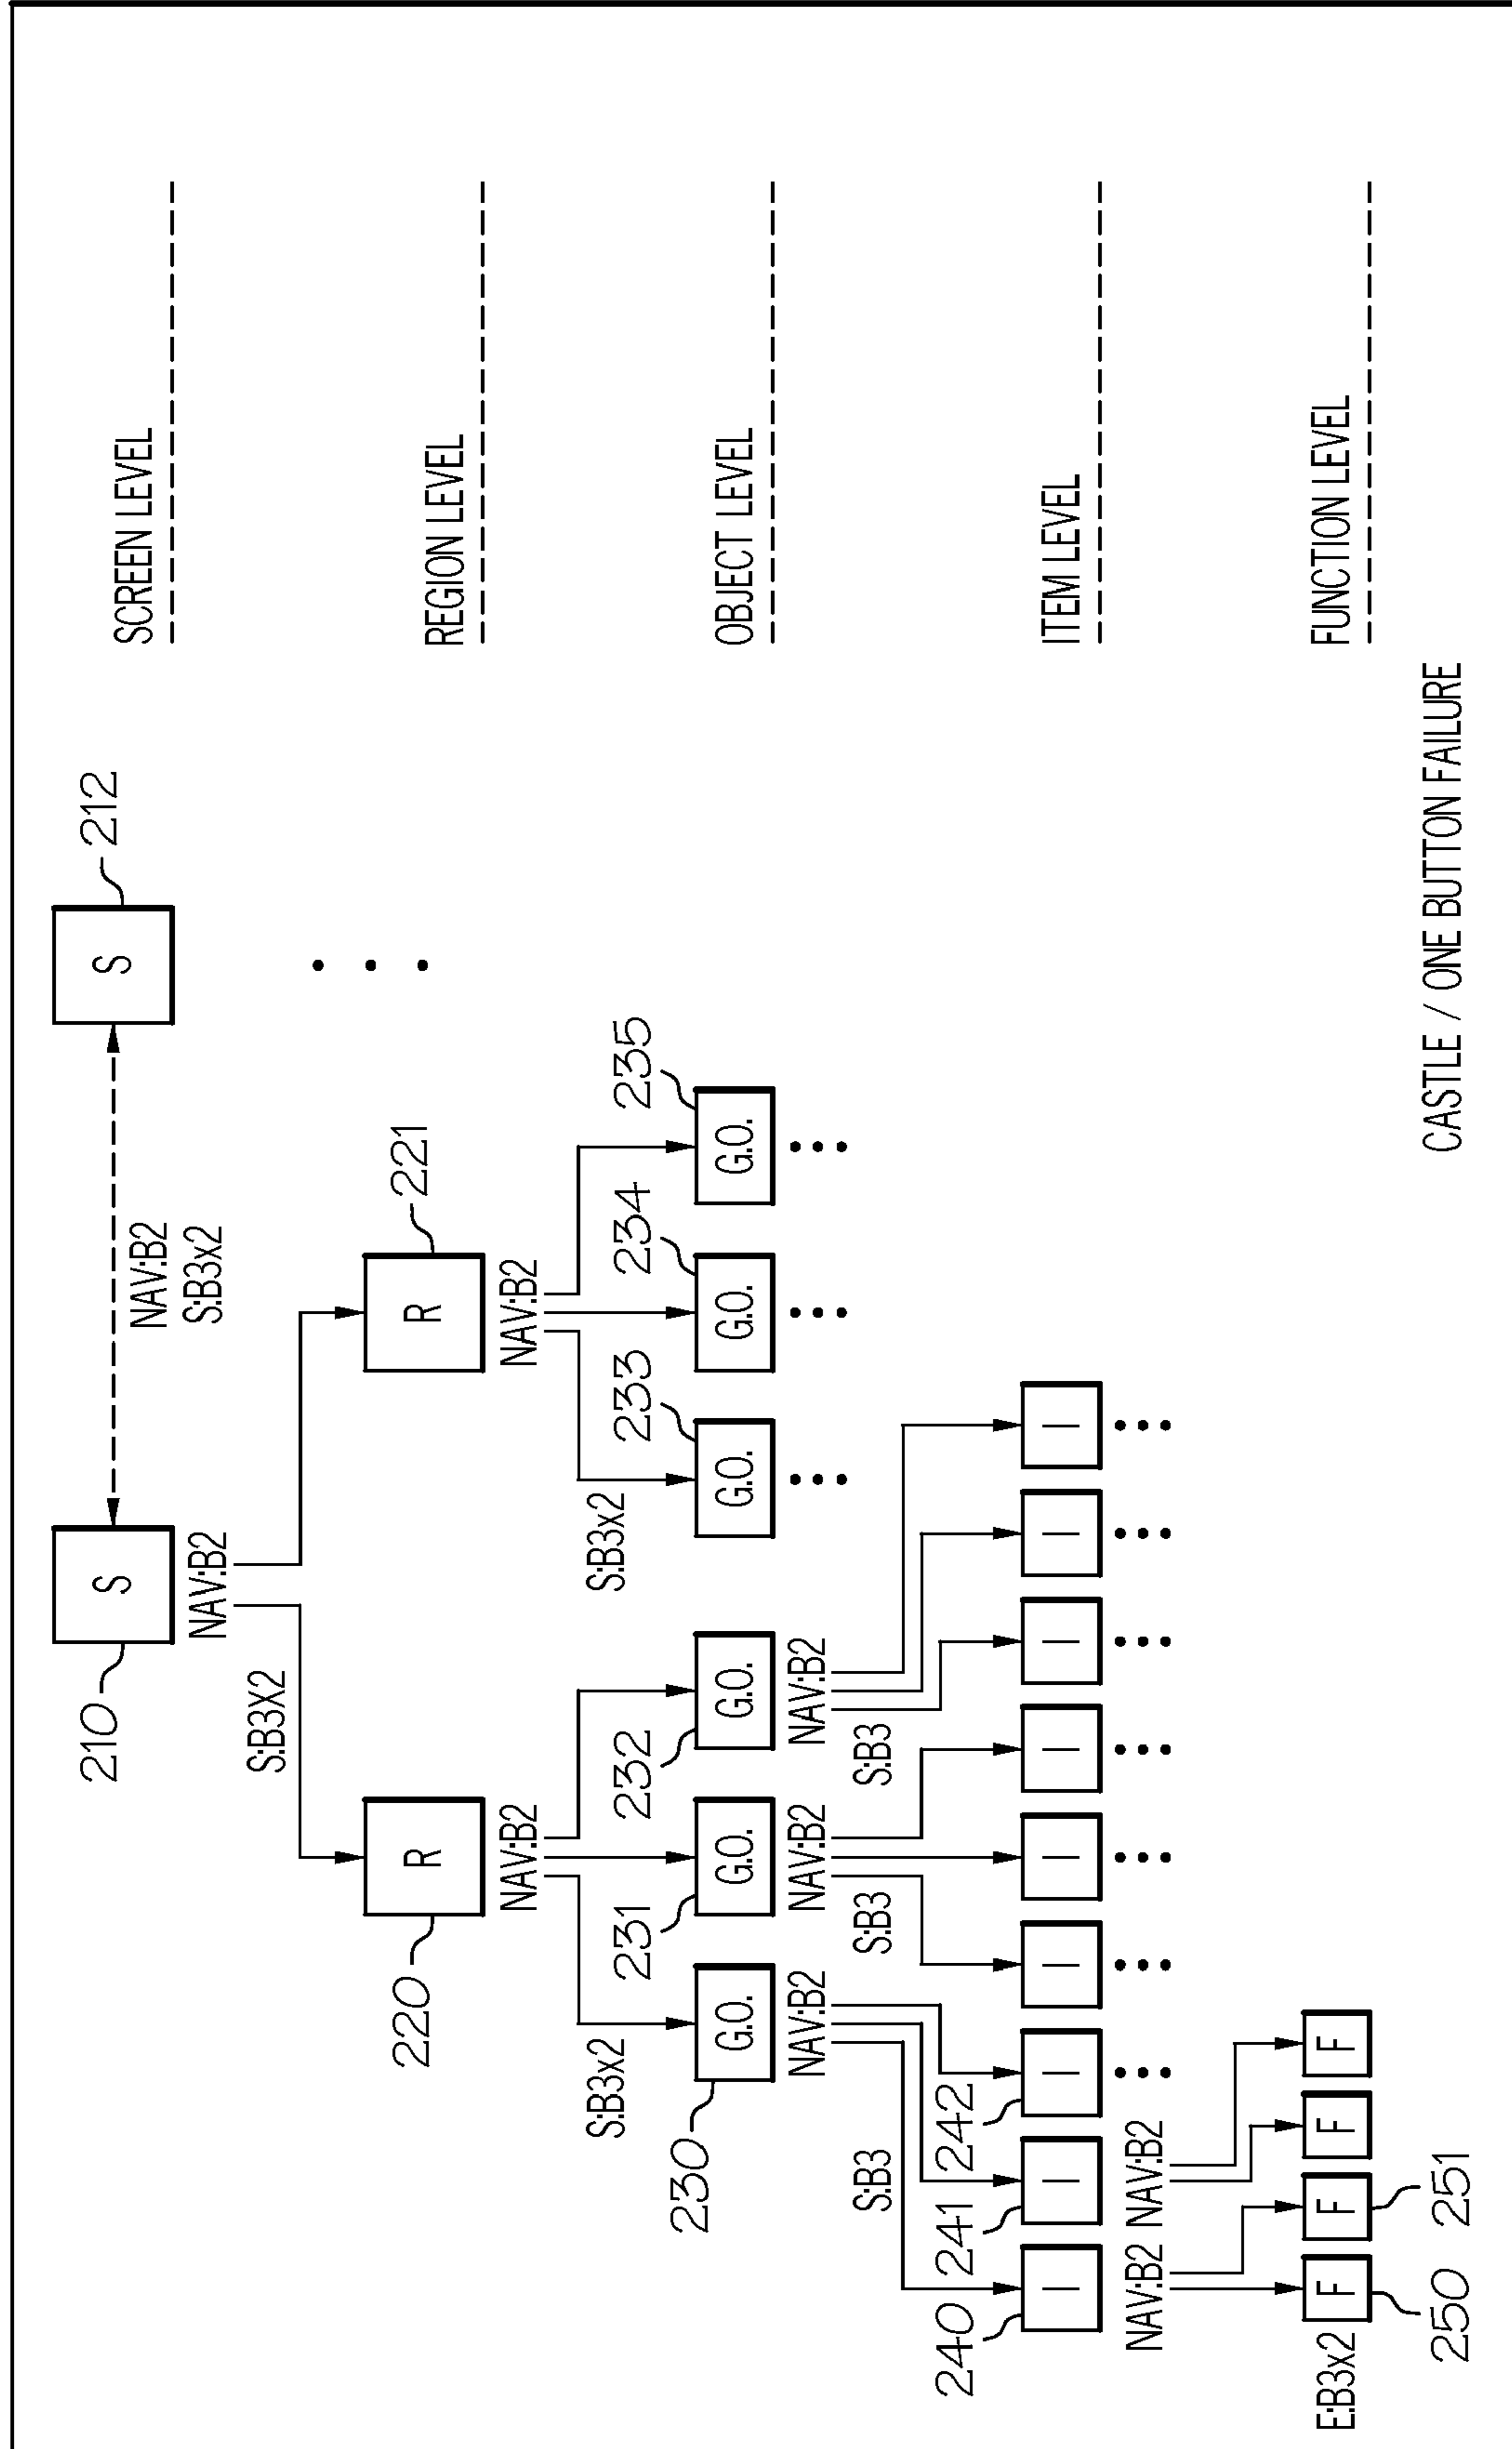 210
S
S
212
SCREEN LEVEL
NAV:B2
S:B3x2
NAV:B2
S:B3X2
220
R
R
221
REGION LEVEL
NAV:B2
NAV:B2
S:B3x2
231
232
S:B3x2
233
234
235
230
G.O.
G.O.
G.O.
G.O.
G.O.
G.O.
OBJECT LEVEL
NAV:B2
NAV:B2
NAV:B2
S:B3
S:B3
S:B3
240
241
242
I
I
I
I
I
I
I
I
I
ITEM LEVEL
NAV:B2
NAV:B2
E:B3x2
F
F
F
F
FUNCTION LEVEL
250
251
CASTLE / ONE BUTTON FAILURE